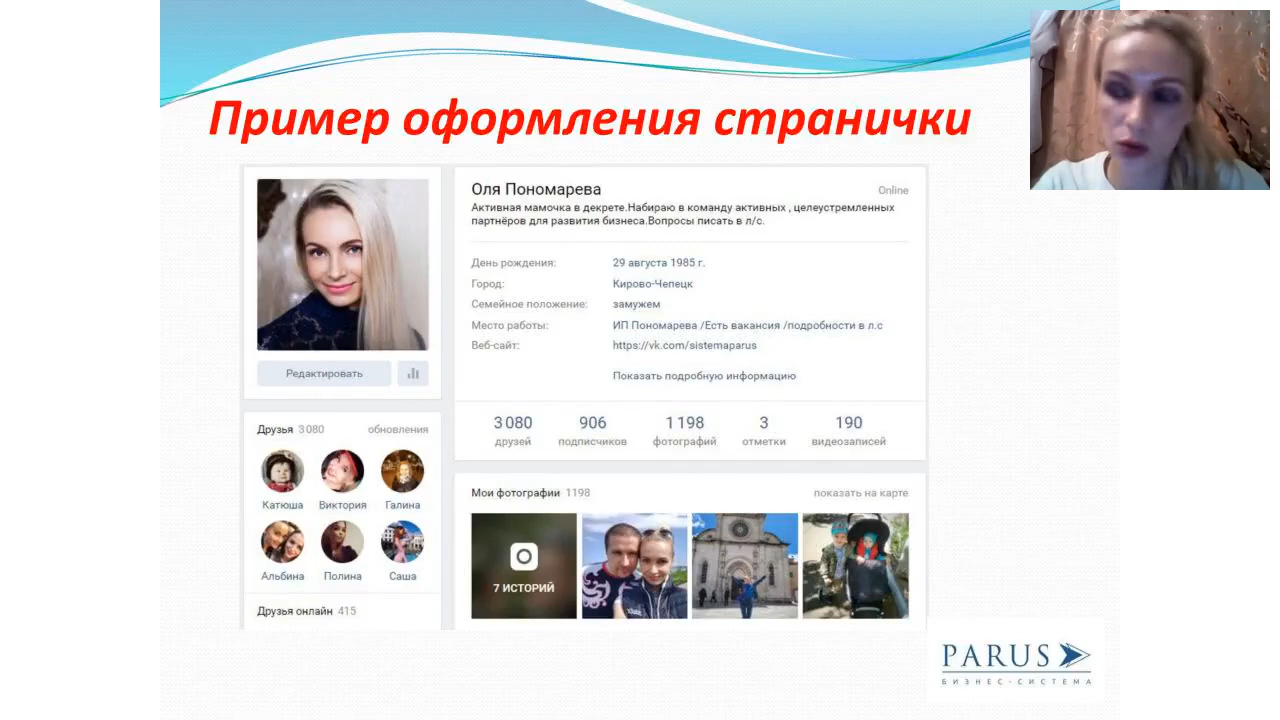 Пример оформления странички
Оля Пономарева
Online
Активная мамочка в декрете.Набираю в команду активных , целеустремленных
партнёров для развития бизнеса.Вопросы писать в л/с.
День рождения: 29 августа 1985 г.
Город: Кирово-Чепецк
Семейное положение: замужем
Место работы: ИП Пономарева /Есть вакансия /подробности в л.с
Веб-сайт: https://vk.com/sistemaparus
Показать подробную информацию
Редактировать
3 080 906 1 198 3 190
друзей подписчиков фотографий отметки видеозаписей
Друзья 3 080 обновления
Катюша Виктория Галина
Альбина Полина Саша
Друзья онлайн 415
Мои фотографии 1198 показать на карте
7 ИСТОРИЙ
PARUS
БИЗНЕС-СИСТЕМА